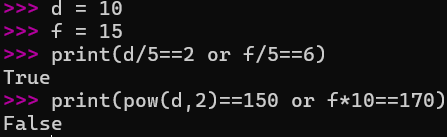 >>> d = 10
>>> f = 15
>>> print(d/5==2 or f/5==6)
True
>>> print(pow(d,2)==150 or f*10==170)
False